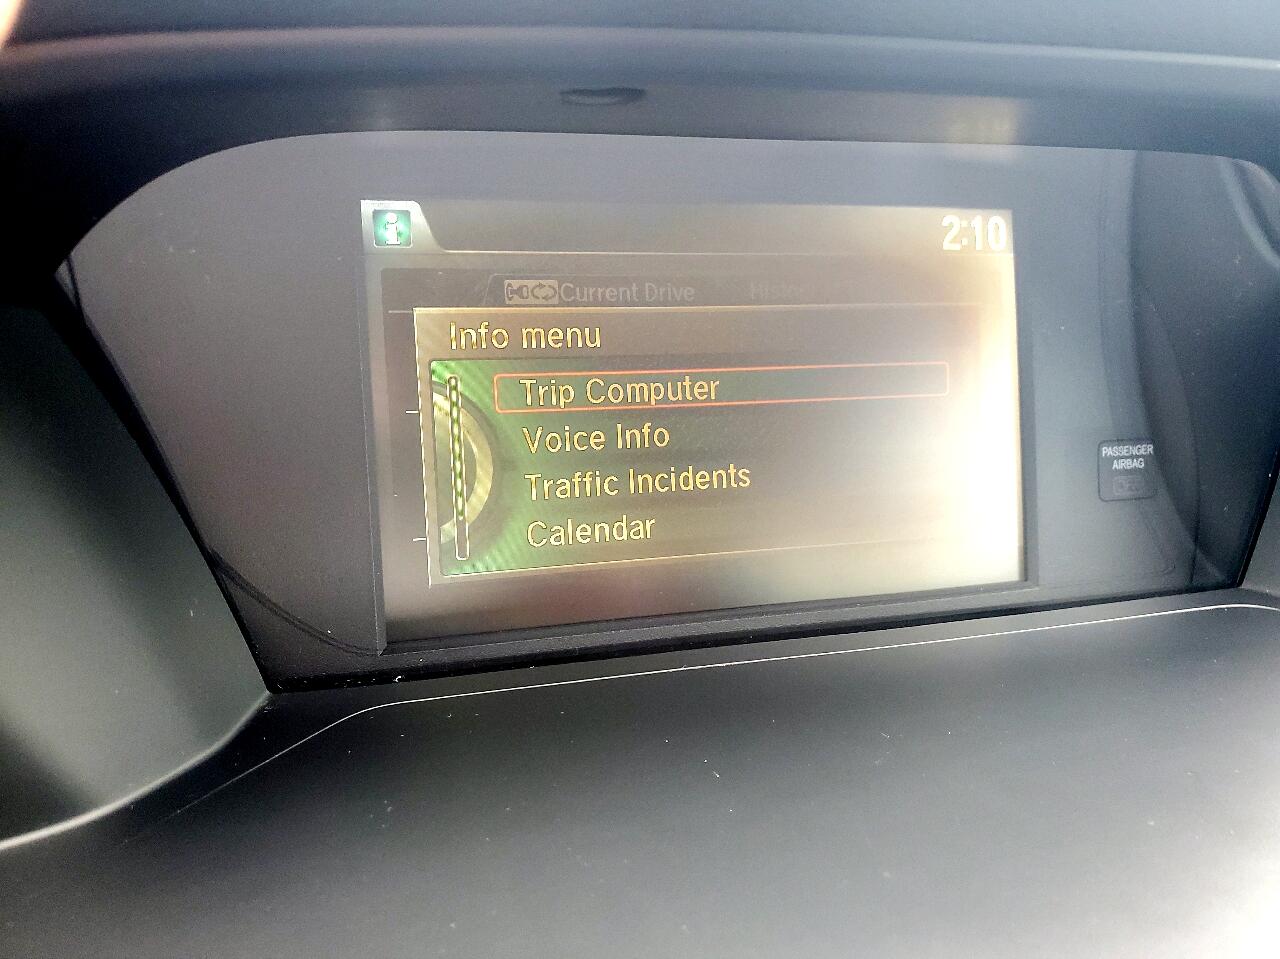 2:10
Current Drive
Info menu
Trip Computer
Voice Info
Traffic Incidents
Calendar
PASSENGER
AIRBAG